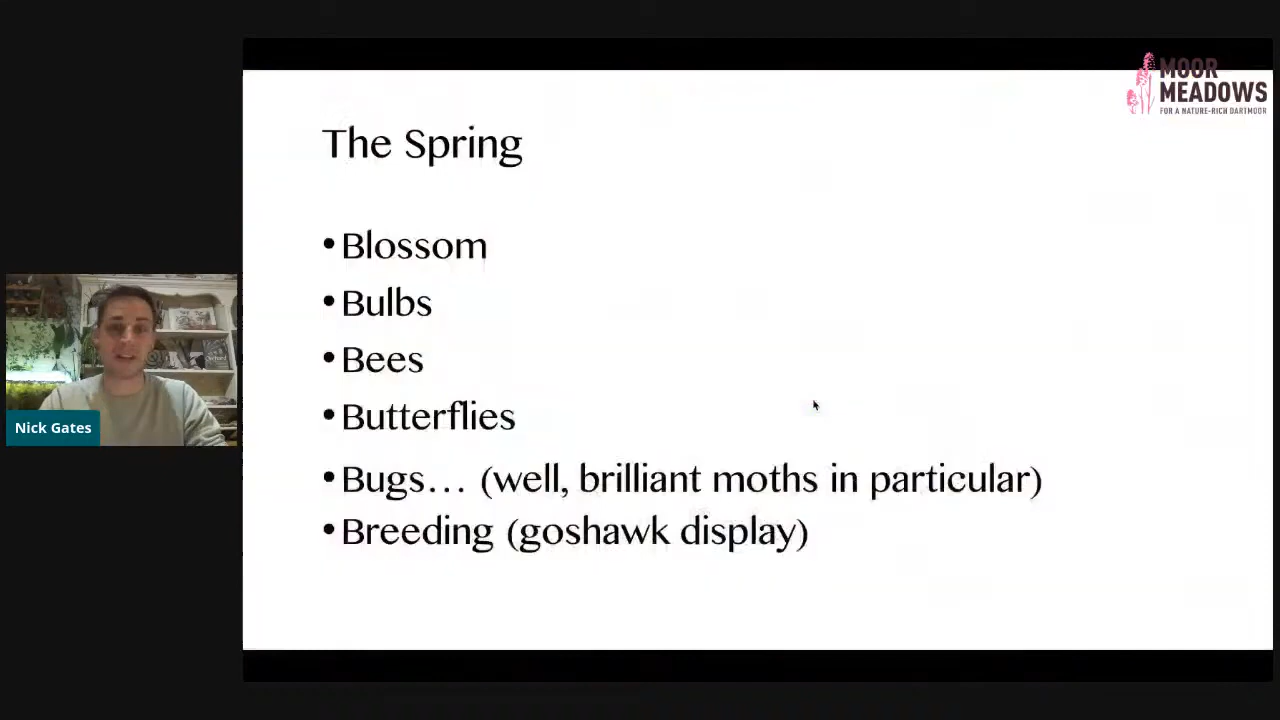 MOOR
MEADOWS
FOR A NATURE-RICH DARTMOOR
The Spring
• Blossom
• Bulbs
• Bees
• Butterflies
• Bugs… (well, brilliant moths in particular)
• Breeding (goshawk display)
Nick Gates